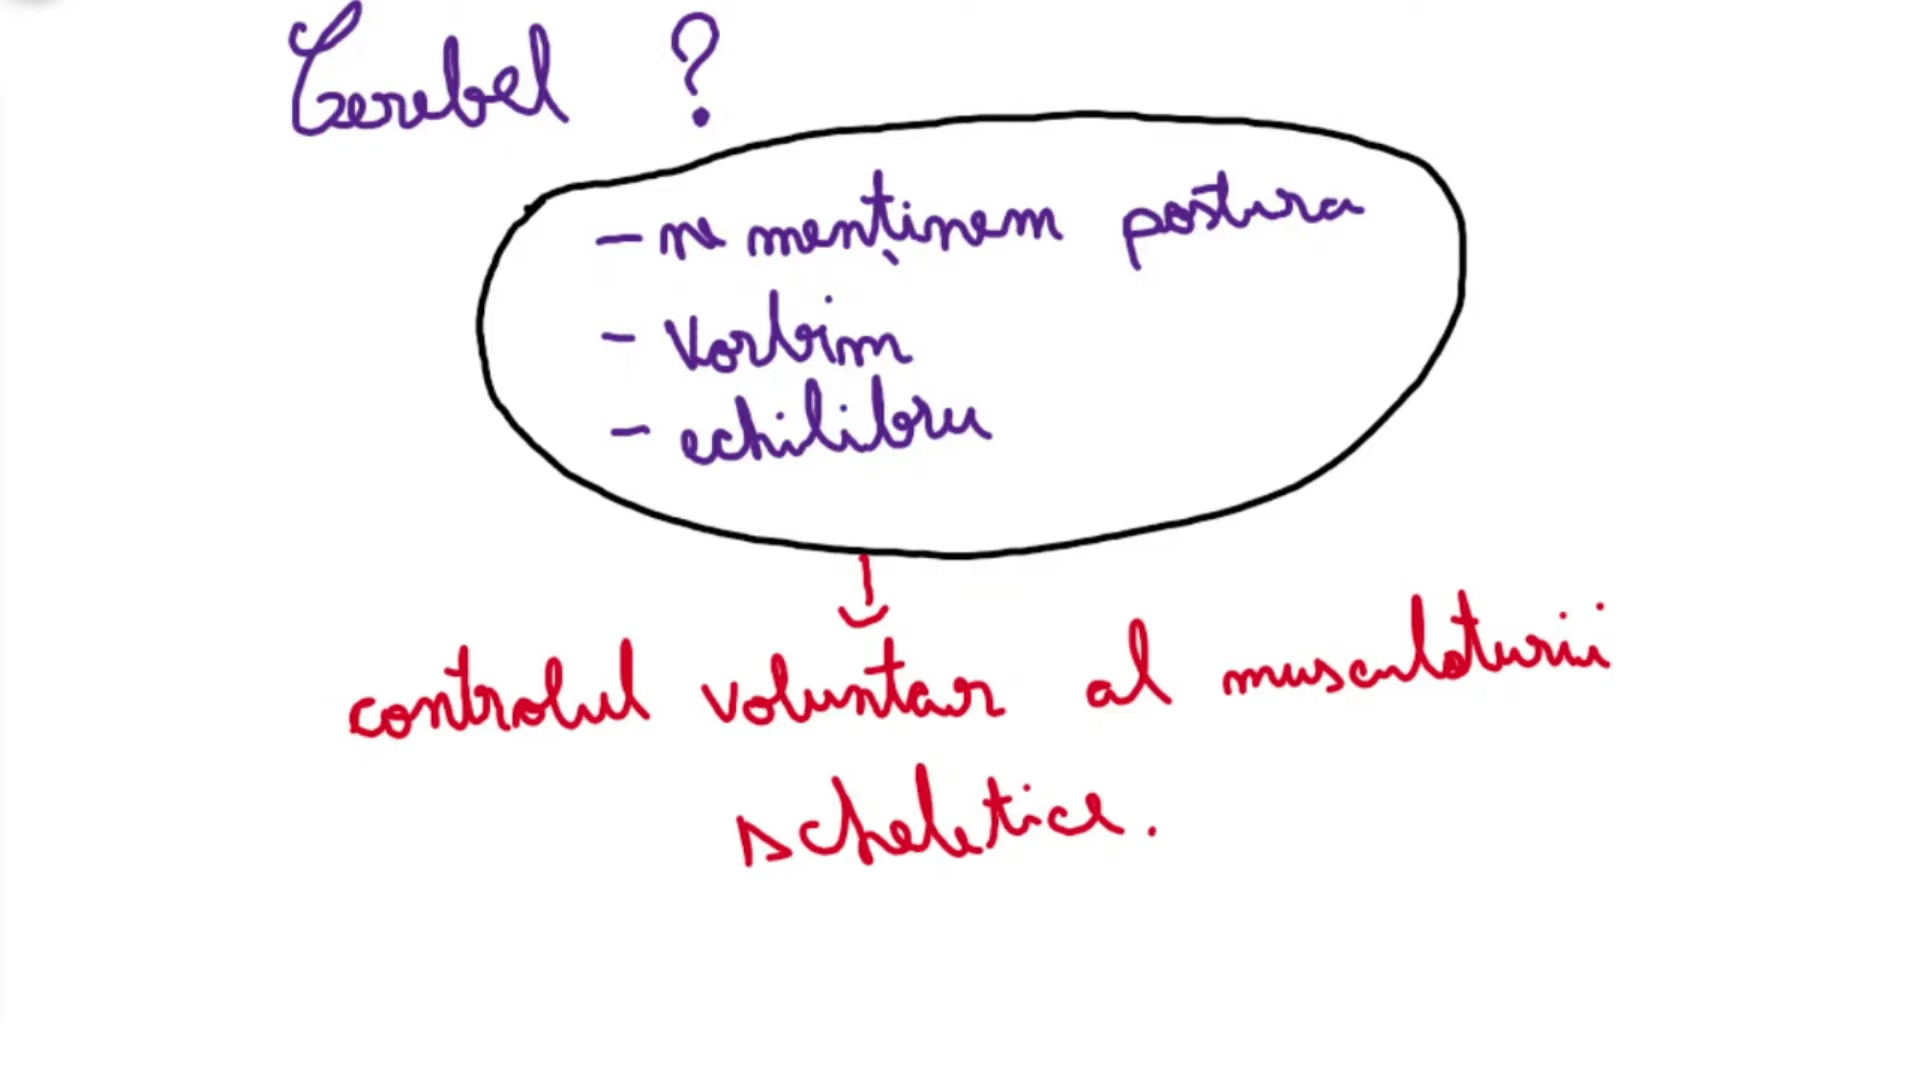 Cerebel ?
- ne menținem postura
- vorbim
- echilibru
controlul voluntar al musculaturii
scheletice.